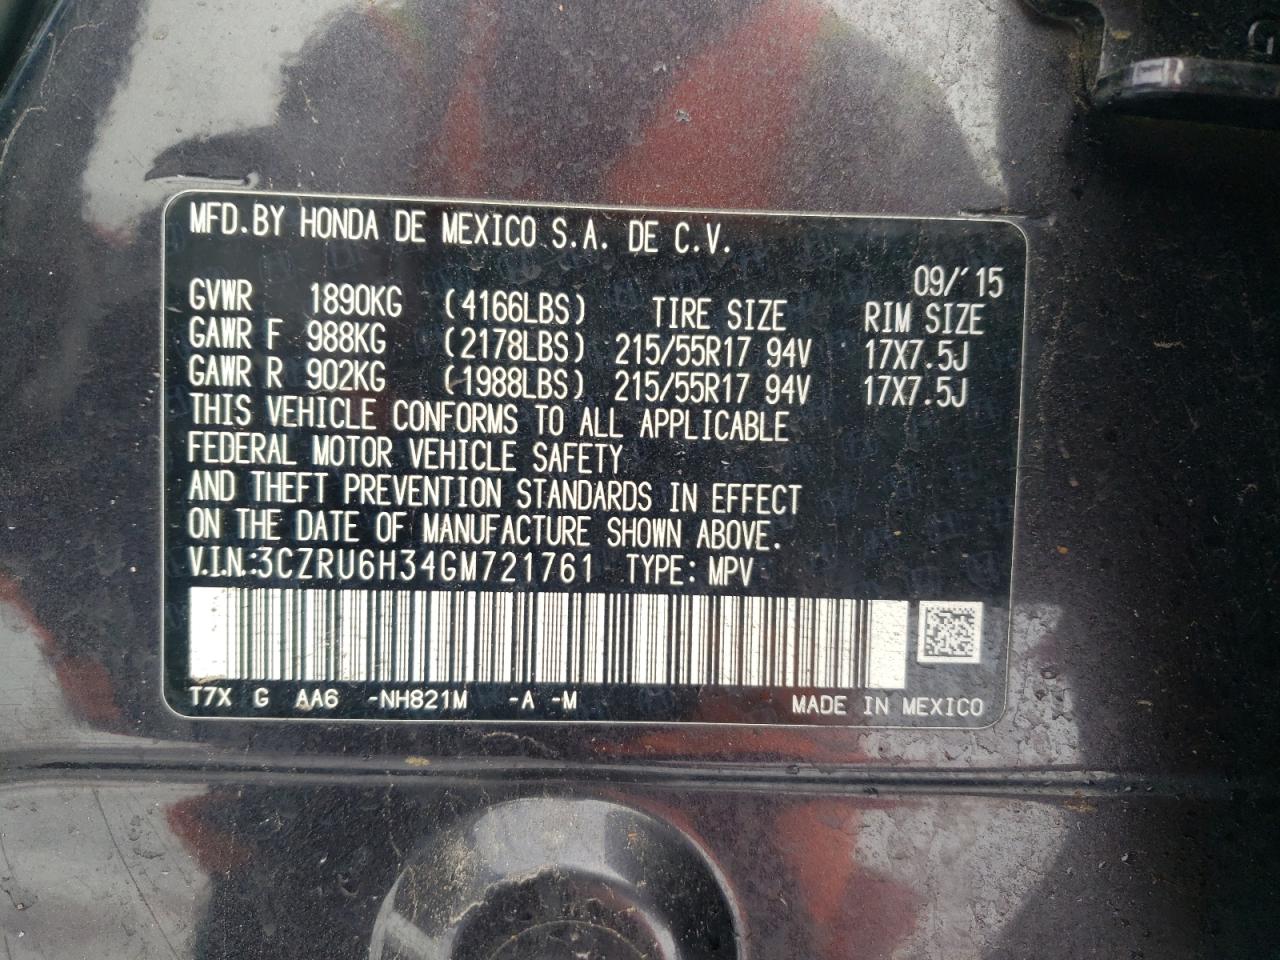 MFD.BY HONDA DE MEXICO S.A. DE C.V.
09/'15
GVWR 1890KG (4166LBS) TIRE SIZE RIM SIZE
GAWR F 988KG (2178LBS) 215/55R17 94V 17X7.5J
GAWR R 902KG (1988LBS) 215/55R17 94V 17X7.5J
THIS VEHICLE CONFORMS TO ALL APPLICABLE
FEDERAL MOTOR VEHICLE SAFETY
AND THEFT PREVENTION STANDARDS IN EFFECT
ON THE DATE OF MANUFACTURE SHOWN ABOVE.
V.I.N.:3CZRU6H34GM721761 TYPE: MPV
T7X G AA6 -NH821M -A -M MADE IN MEXICO
G